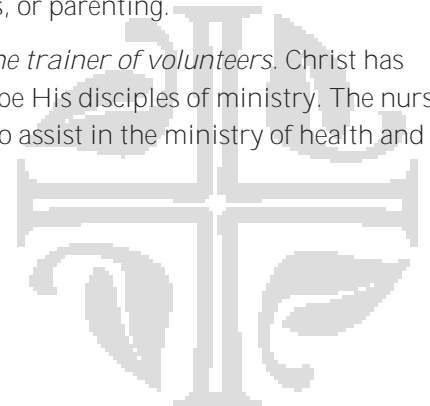 s, or parenting.
he trainer of volunteers. Christ has
be His disciples of ministry. The nurs
o assist in the ministry of health and